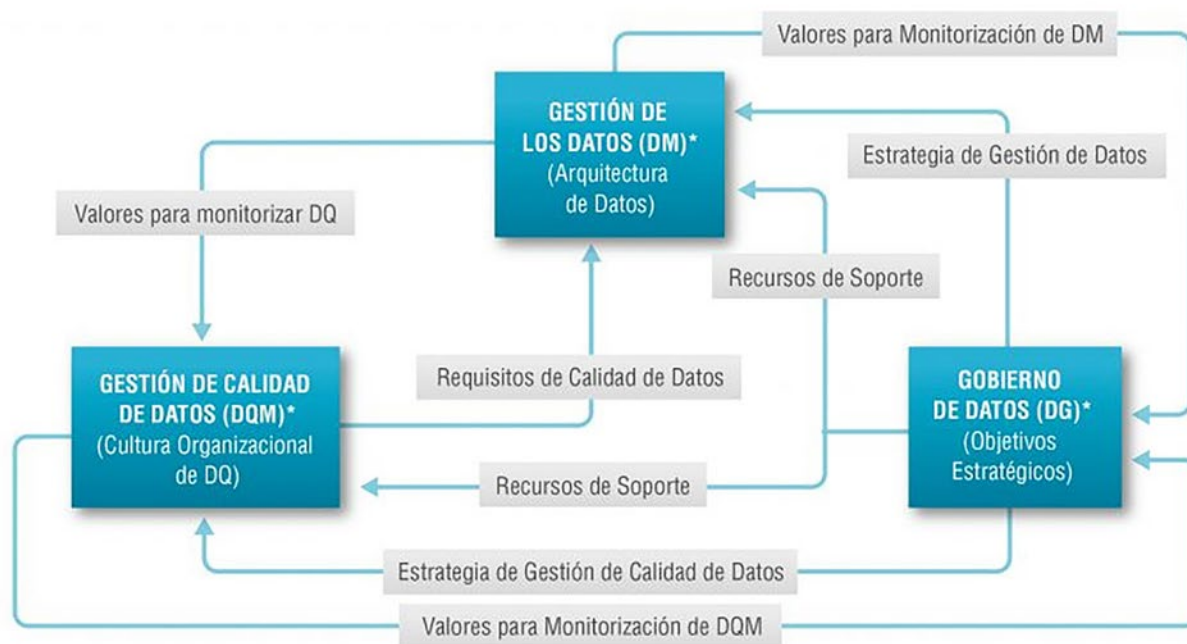 Valores para Monitorización de DM
GESTIÓN DE
LOS DATOS (DM)*
(Arquitectura
de Datos)
Estrategia de Gestión de Datos
Valores para monitorizar DQ
Recursos de Soporte
GESTIÓN DE CALIDAD
DE DATOS (DQM)*
(Cultura Organizacional
de DQ)
Requisitos de Calidad de Datos
GOBIERNO
DE DATOS (DG)*
(Objetivos
Estratégicos)
Recursos de Soporte
Estrategia de Gestión de Calidad de Datos
Valores para Monitorización de DQM